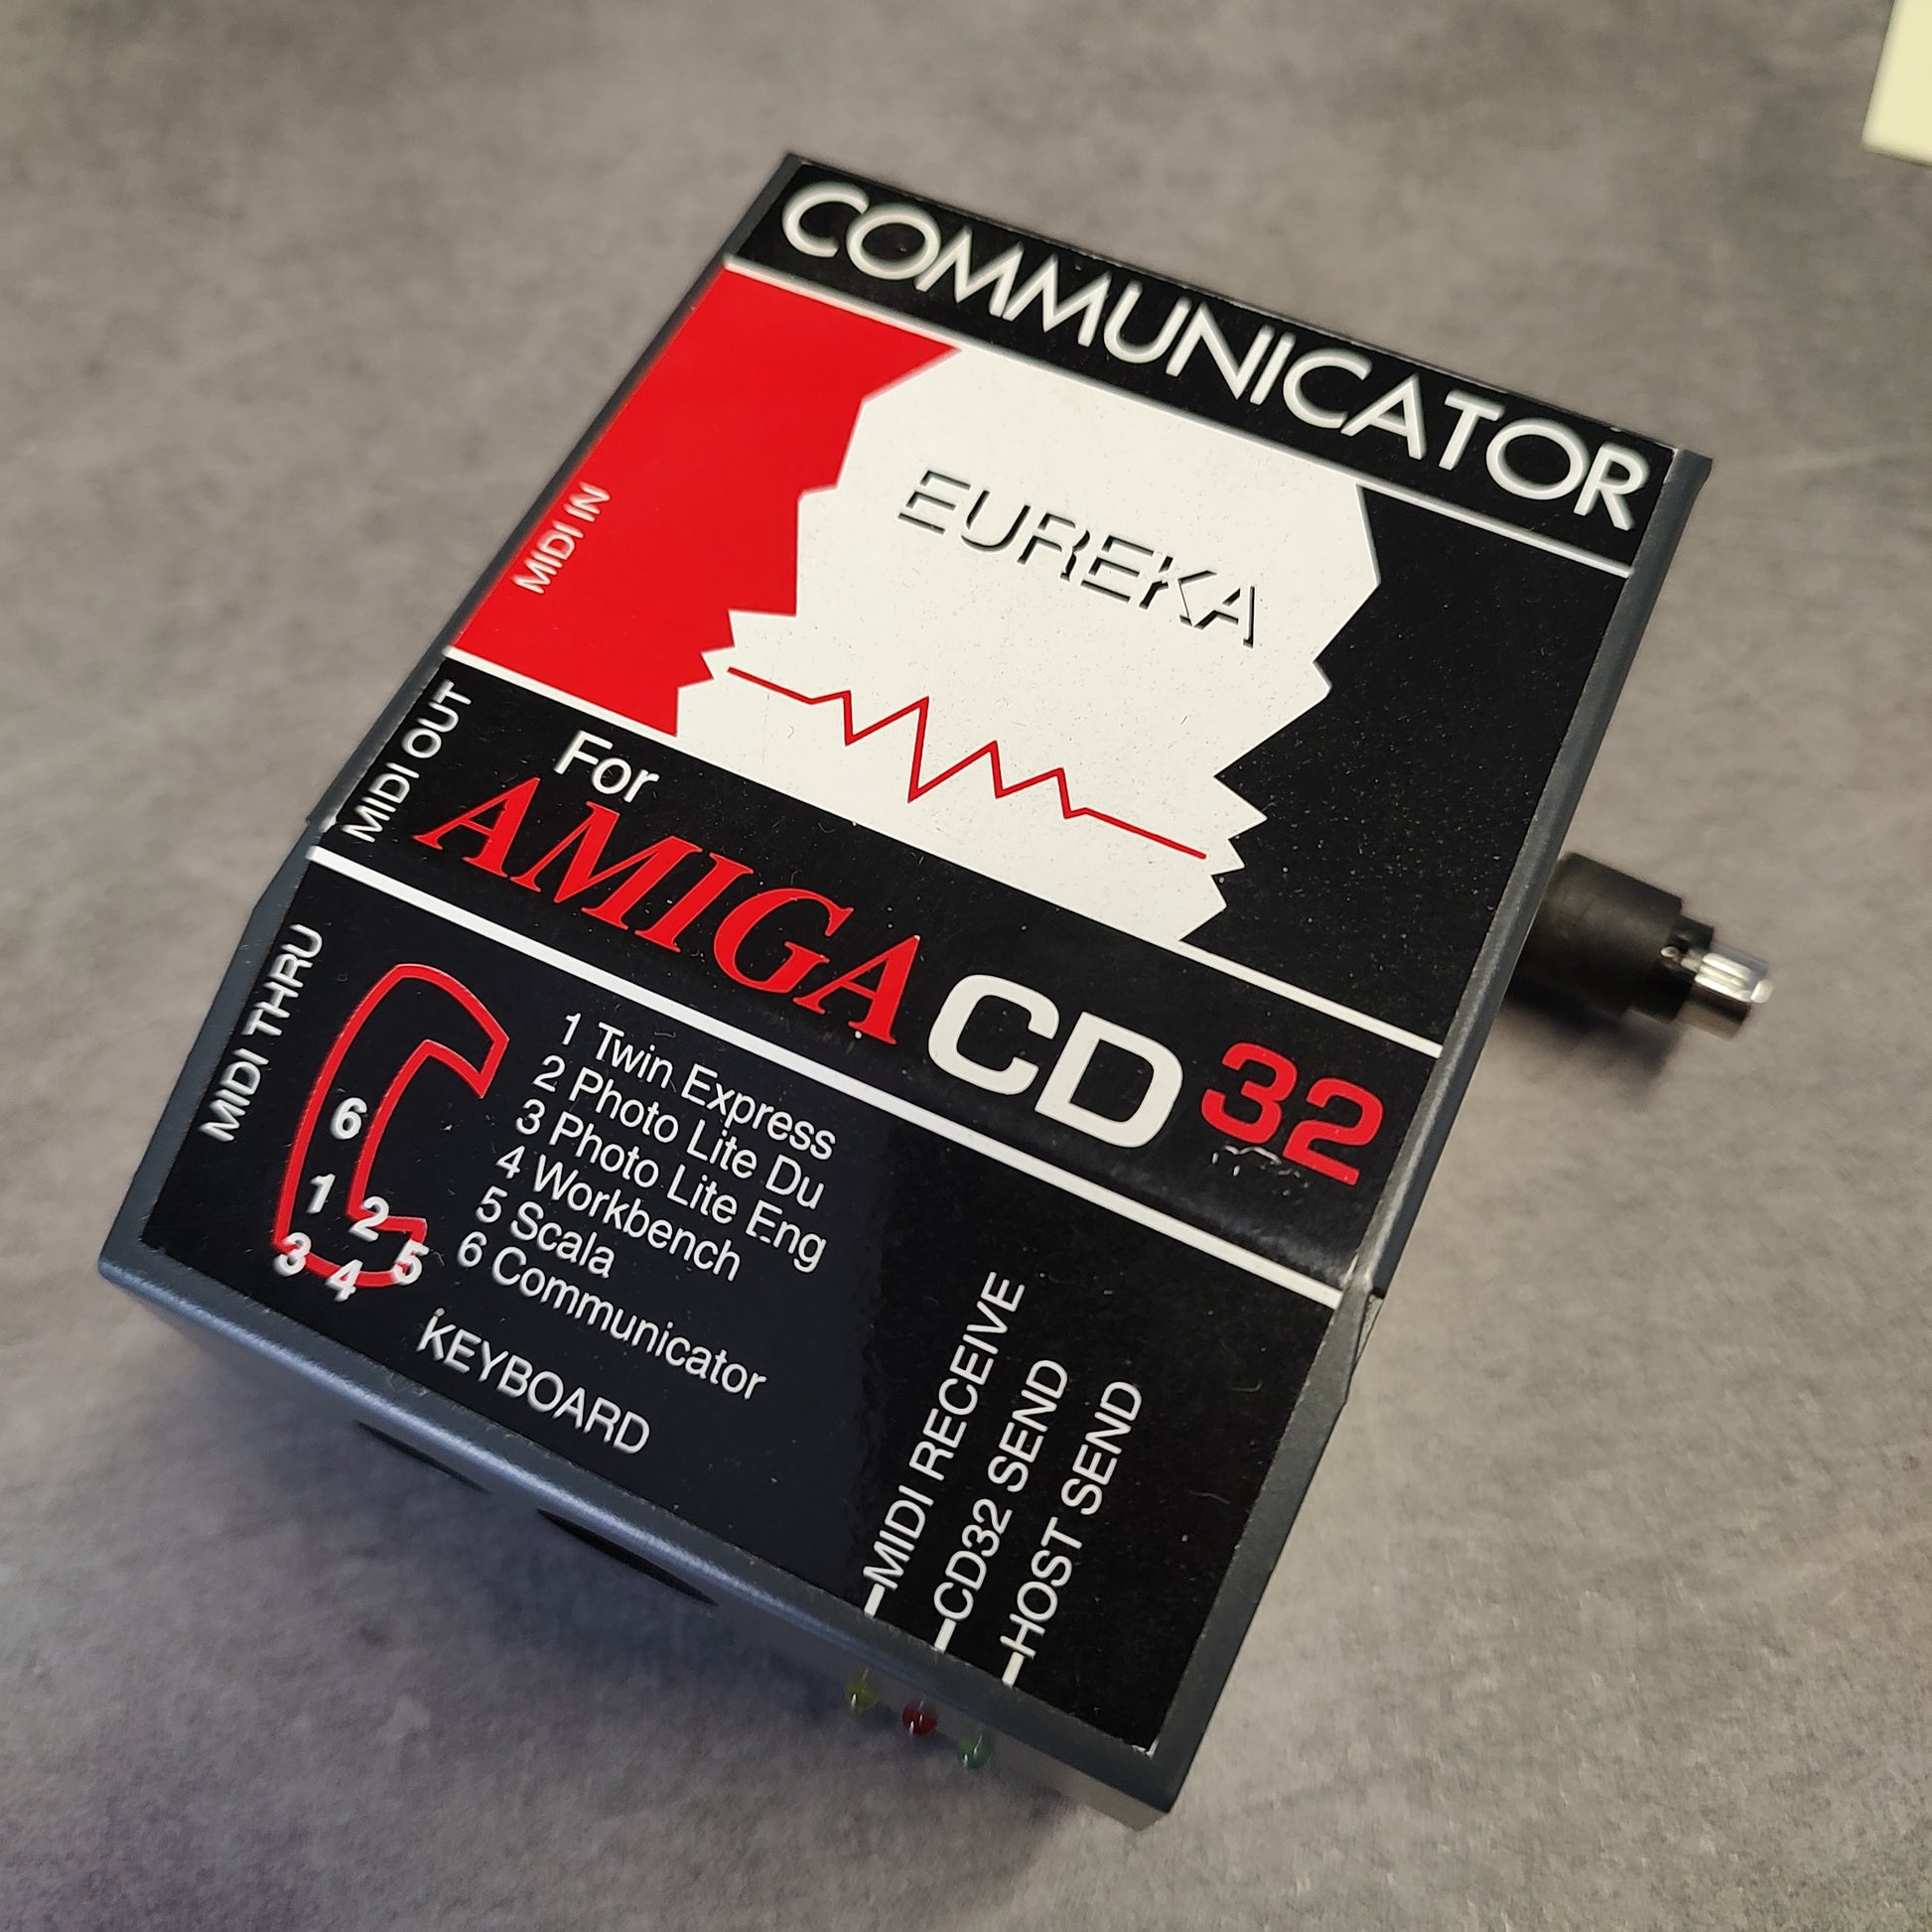 COMMUNICATOR
EUREKA
MIDI IN
MIDI OUT
For
AMIGA CD 32
MIDI THRU
6
1 2
3 4 5
1 Twin Express
2 Photo Lite Du
3 Photo Lite Eng
4 Workbench
5 Scala
6 Communicator
KEYBOARD
MIDI RECEIVE
CD32 SEND
HOST SEND